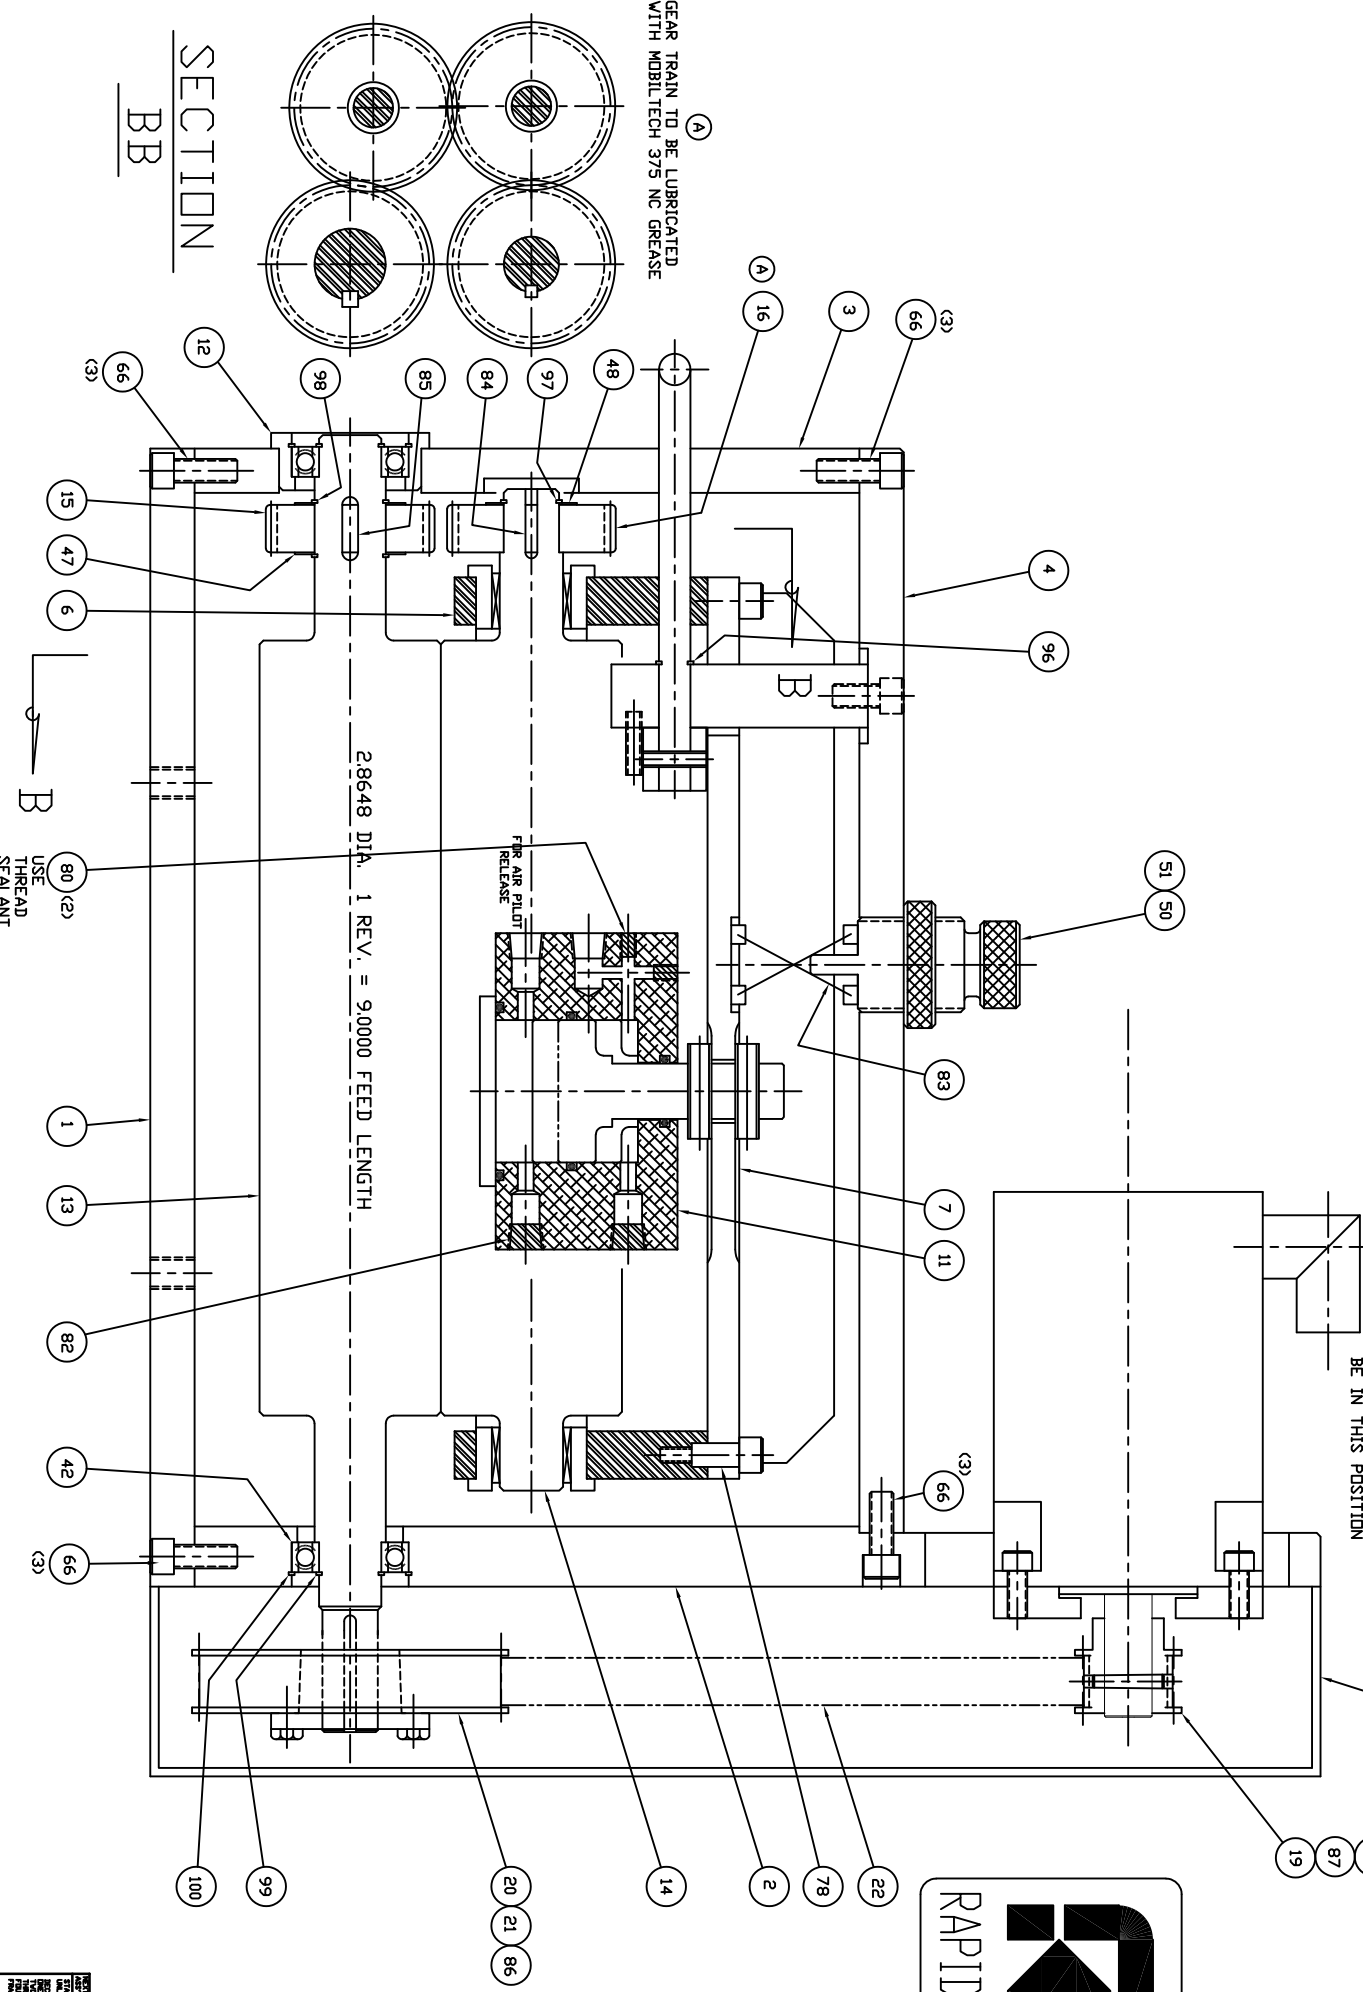 GEAR TRAIN TO BE LUBRICATED
WITH MOBILTECH 375 NC GREASE
A
SECTION
BB
A
16
3
66 (3)
4
96
51
50
83
7
11
BE IN THIS POSITION
48
97
84
85
98
12
66
(3)
15
47
6
B
B
80 (2)
USE
THREAD
SEALANT
FOR AIR PILOT
RELEASE
2.8648 DIA. 1 REV. = 9.0000 FEED LENGTH
1
13
82
42
66
(3)
66
(3)
100
99
20
21
86
14
2
78
22
19
87
RAPID